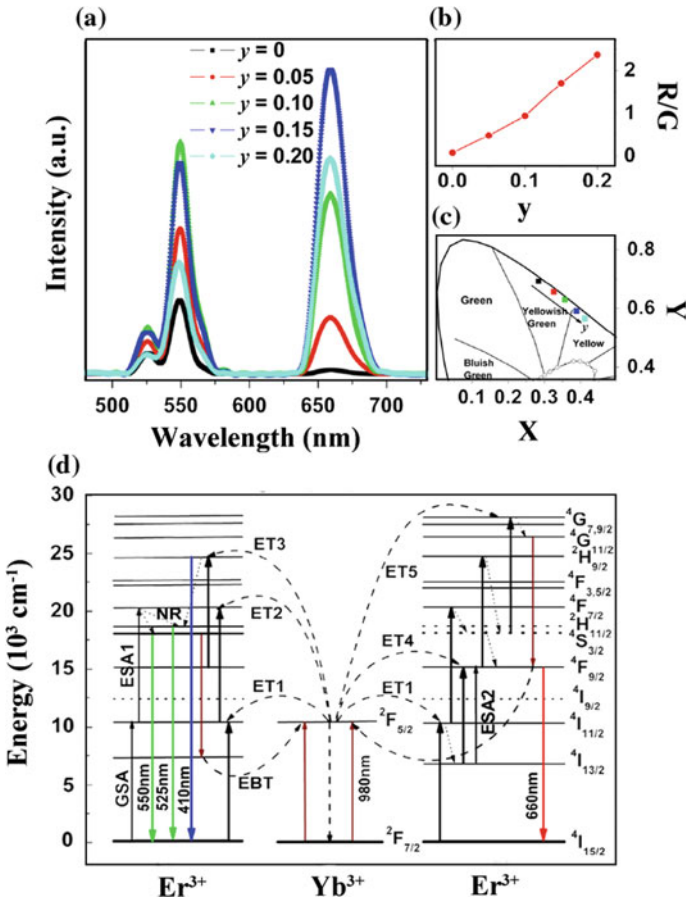 (a)
y = 0
y = 0.05
y = 0.10
y = 0.15
y = 0.20
Intensity (a.u.)
500 550 600 650 700
Wavelength (nm)
(b)
2
1
0
R/G
0.0 0.1 0.2
y
(c)
0.8
0.6
0.4
Y
Green
Yellowish
Green
y
Yellow
Bluish
Green
0.1 0.2 0.3 0.4
X
(d)
Energy (10³ cm⁻¹)
30
25
20
15
10
5
0
ET3
NR
ET2
ESA1
ET1
GSA
550nm
525nm
410nm
EBT
Er³⁺
²F₅/₂
980nm
²F₇/₂
Yb³⁺
ET5
ET4
ET1
ESA2
660nm
⁴G₇,₉/₂
⁴G₁₁/₂
²H₉/₂
⁴F₃,₅/₂
⁴F₇/₂
²H₁₁/₂
⁴S₃/₂
⁴F₉/₂
⁴I₉/₂
⁴I₁₁/₂
⁴I₁₃/₂
⁴I₁₅/₂
Er³⁺